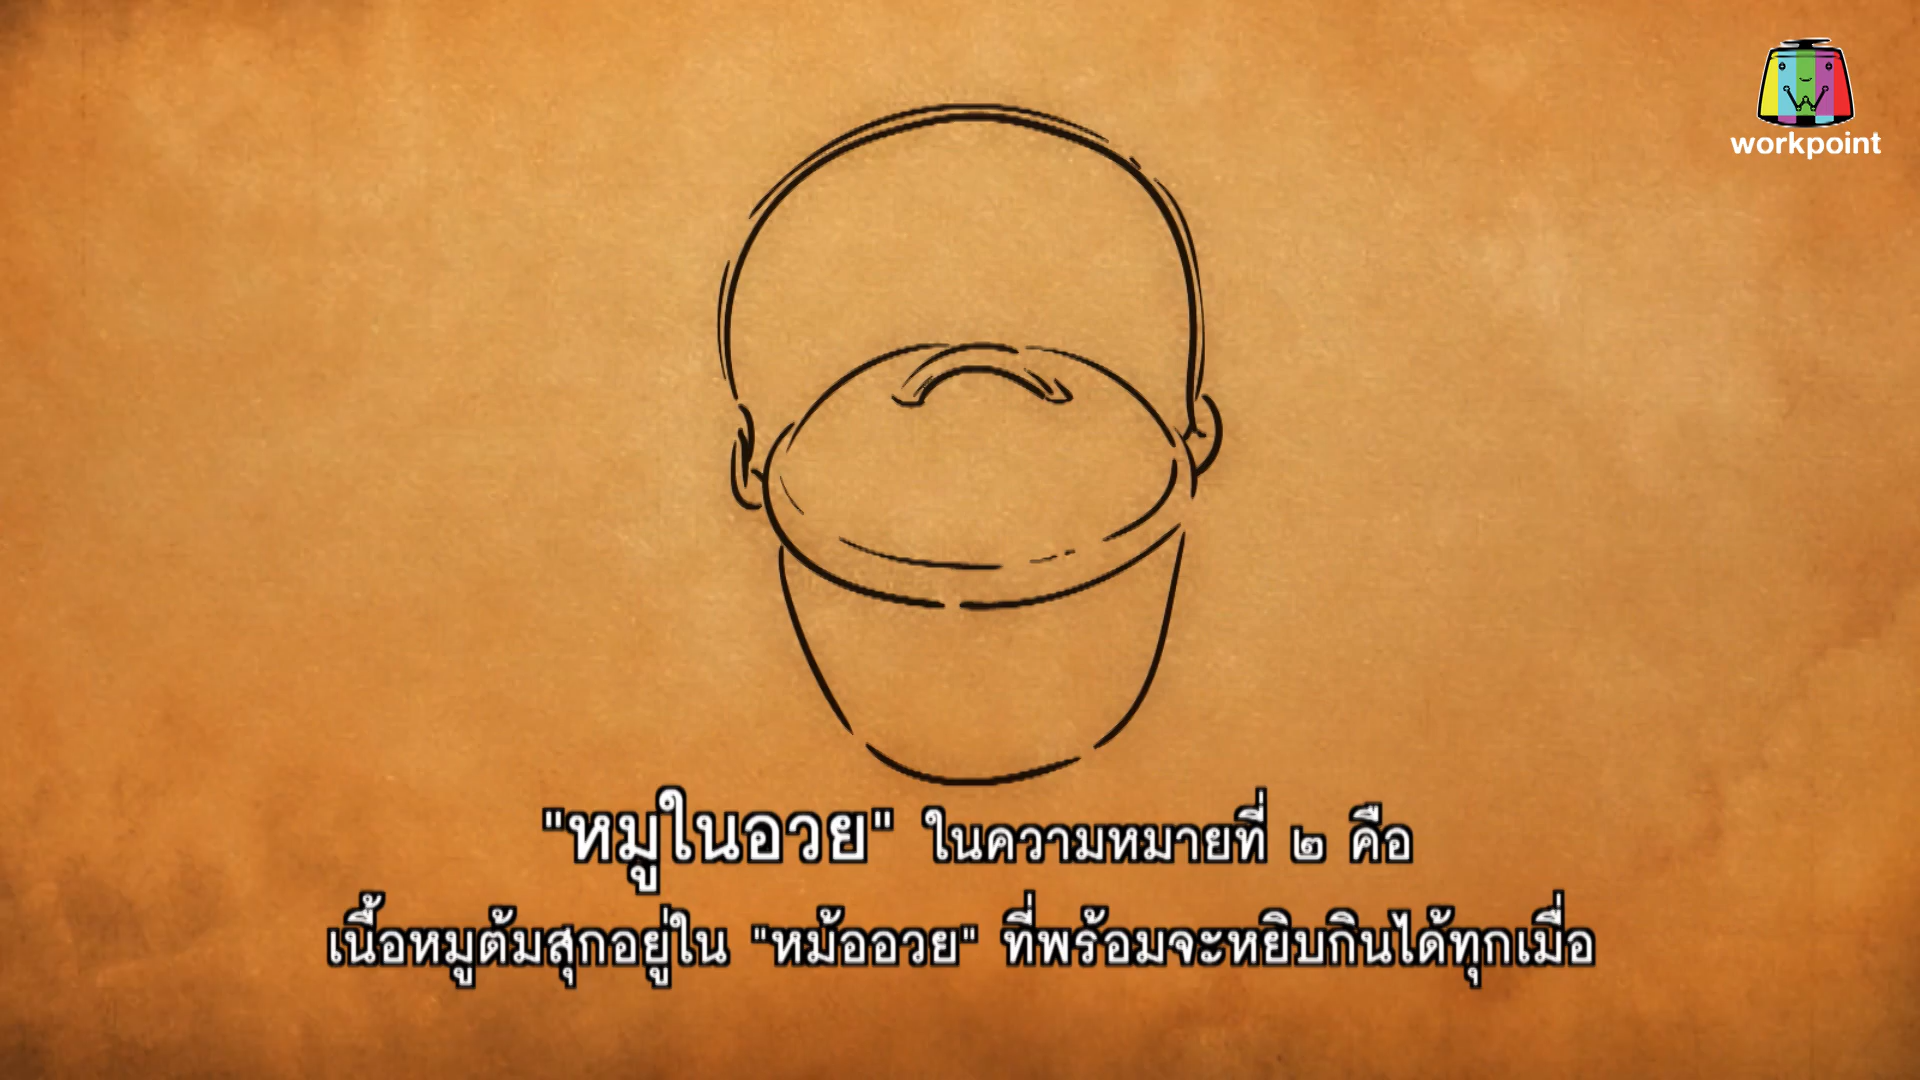 workpoint
"หมูในอวย" ในความหมายที่ ๒ คือ
เนื้อหมูต้มสุกอยู่ใน "หม้ออวย" ที่พร้อมจะหยิบกินได้ทุกเมื่อ